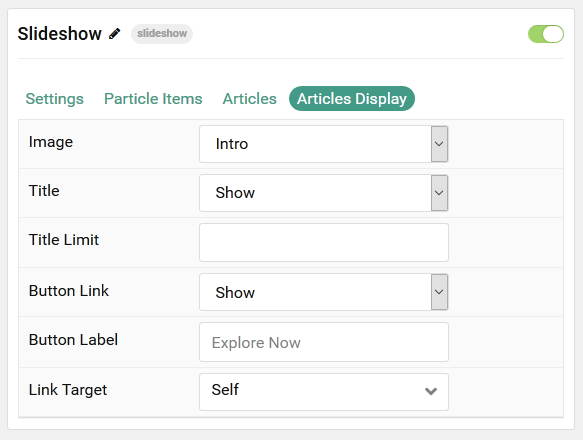 Slideshow slideshow
Settings Particle Items Articles Articles Display
Image Intro
Title Show
Title Limit
Button Link Show
Button Label Explore Now
Link Target Self